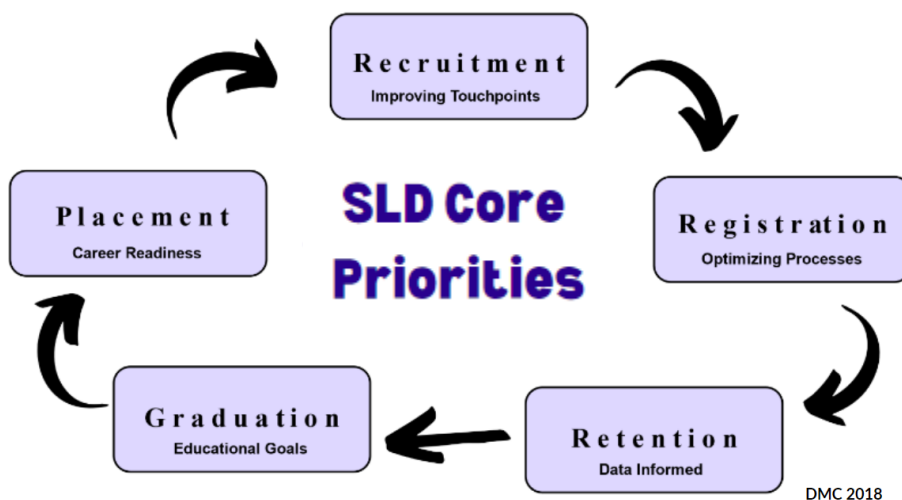 Recruitment
Improving Touchpoints
Registration
Optimizing Processes
Retention
Data Informed
Graduation
Educational Goals
Placement
Career Readiness
SLD Core
Priorities
DMC 2018